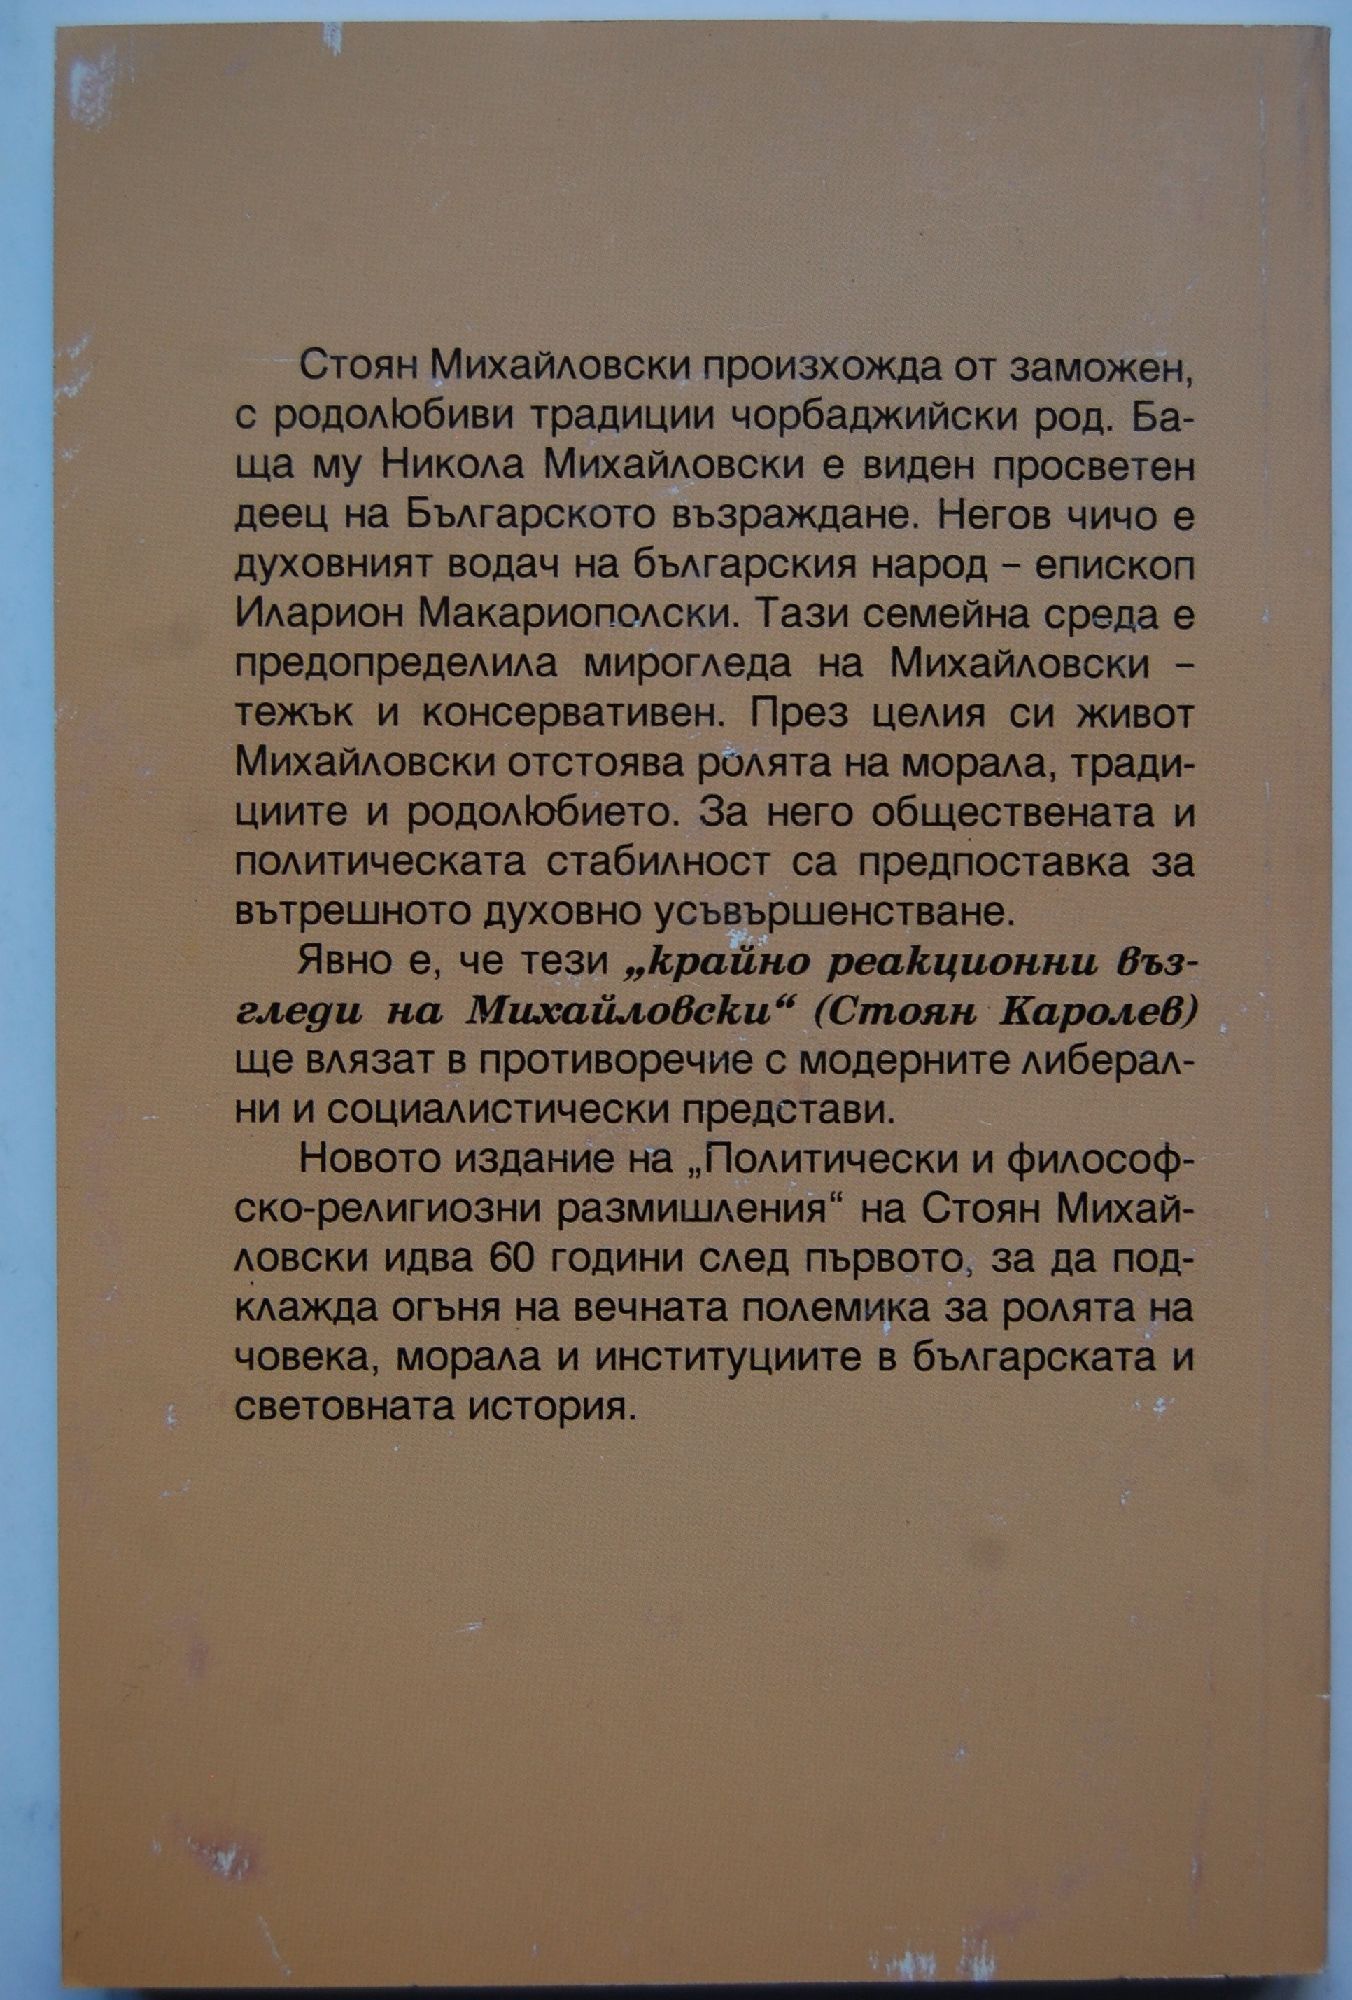 Стоян Михайловски произхожда от заможен,
с родолюбиви традиции чорбаджийски род. Ба-
ща му Никола Михайловски е виден просветен
деец на Българското възраждане. Негов чичо е
духовният водач на българския народ – епископ
Иларион Макариополски. Тази семейна среда е
предопределила мирогледа на Михайловски –
тежък и консервативен. През целия си живот
Михайловски отстоява ролята на морала, тради-
циите и родолюбието. За него обществената и
политическата стабилност са предпоставка за
вътрешното духовно усъвършенстване.
Явно е, че тези „крайно реакционни въз-
гледи на Михайловски“ (Стоян Каролев)
ще влязат в противоречие с модерните либерал-
ни и социалистически представи.
Новото издание на „Политически и философ-
ско-религиозни размишления“ на Стоян Михай-
ловски идва 60 години след първото, за да под-
клажда огъня на вечната полемика за ролята на
човека, морала и институциите в българската и
световната история.